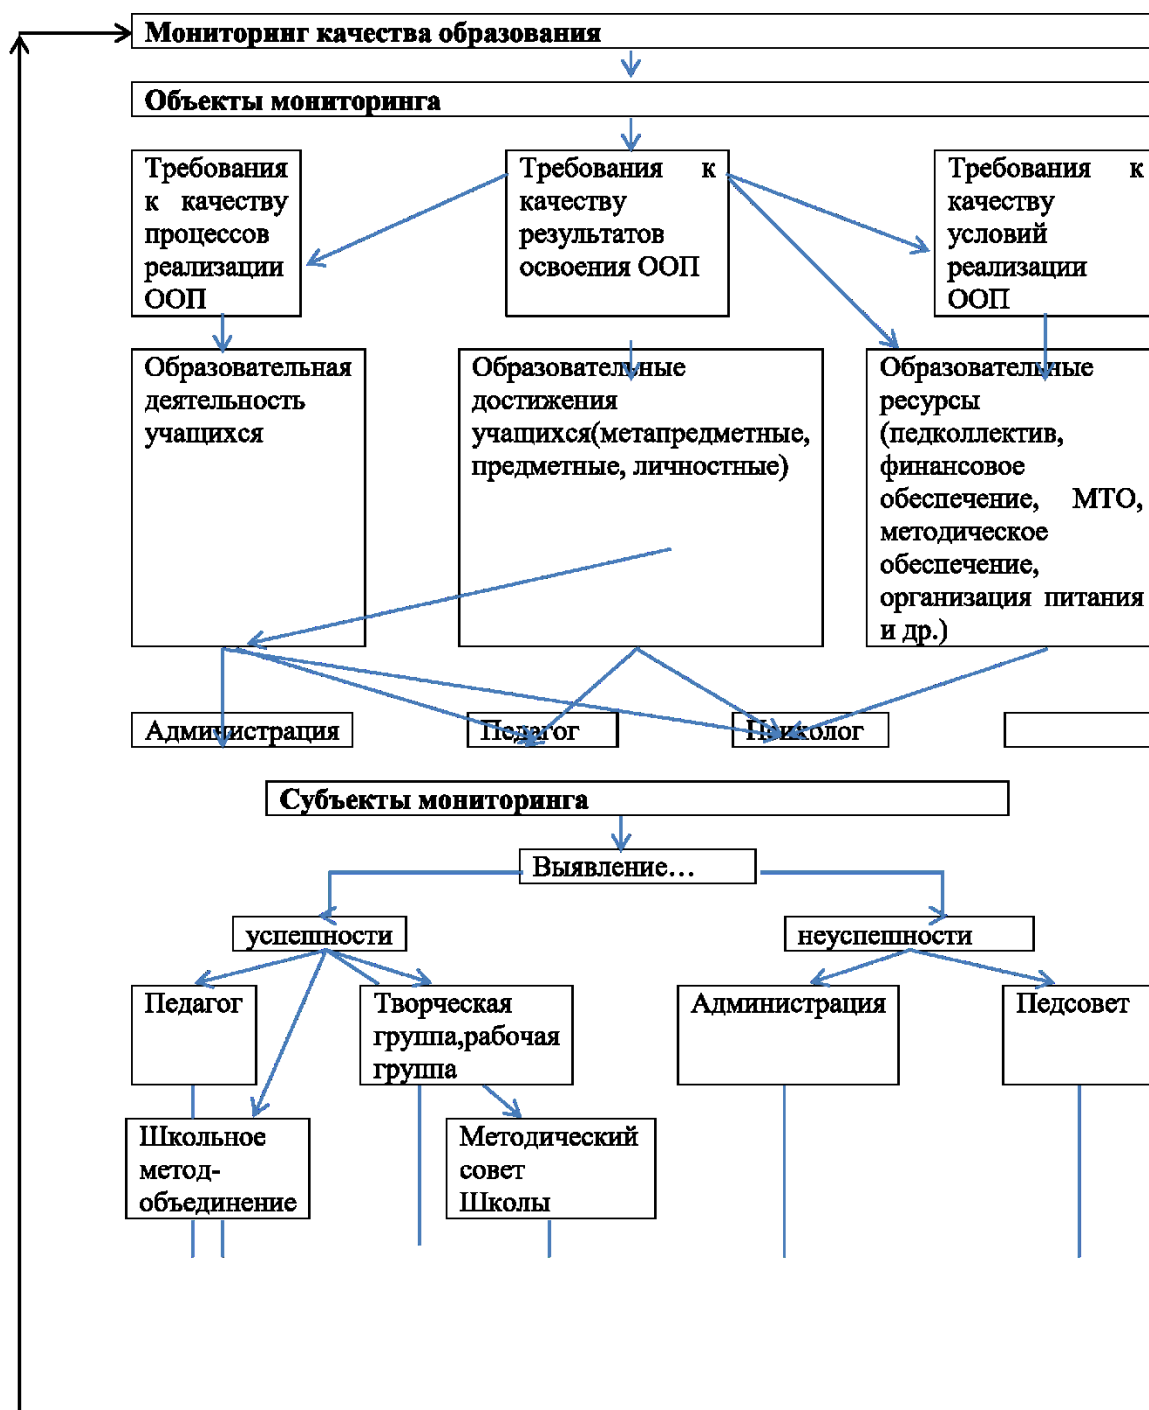 Мониторинг качества образования
Объекты мониторинга
Требования
к качеству
процессов
реализации
ООП
Требования к
качеству
результатов
освоения ООП
Требования к
качеству
условий
реализации
ООП
Образовательная
деятельность
учащихся
Образовательные
достижения
учащихся(метапредметные,
предметные, личностные)
Образовательные
ресурсы
(педколлектив,
финансовое
обеспечение, МТО,
методическое
обеспечение,
организация питания
и др.)
Администрация
Педагог
Психолог
Субъекты мониторинга
Выявление…
успешности
неуспешности
Педагог
Творческая
группа,рабочая
группа
Администрация
Педсовет
Школьное
метод-
объединение
Методический
совет
Школы